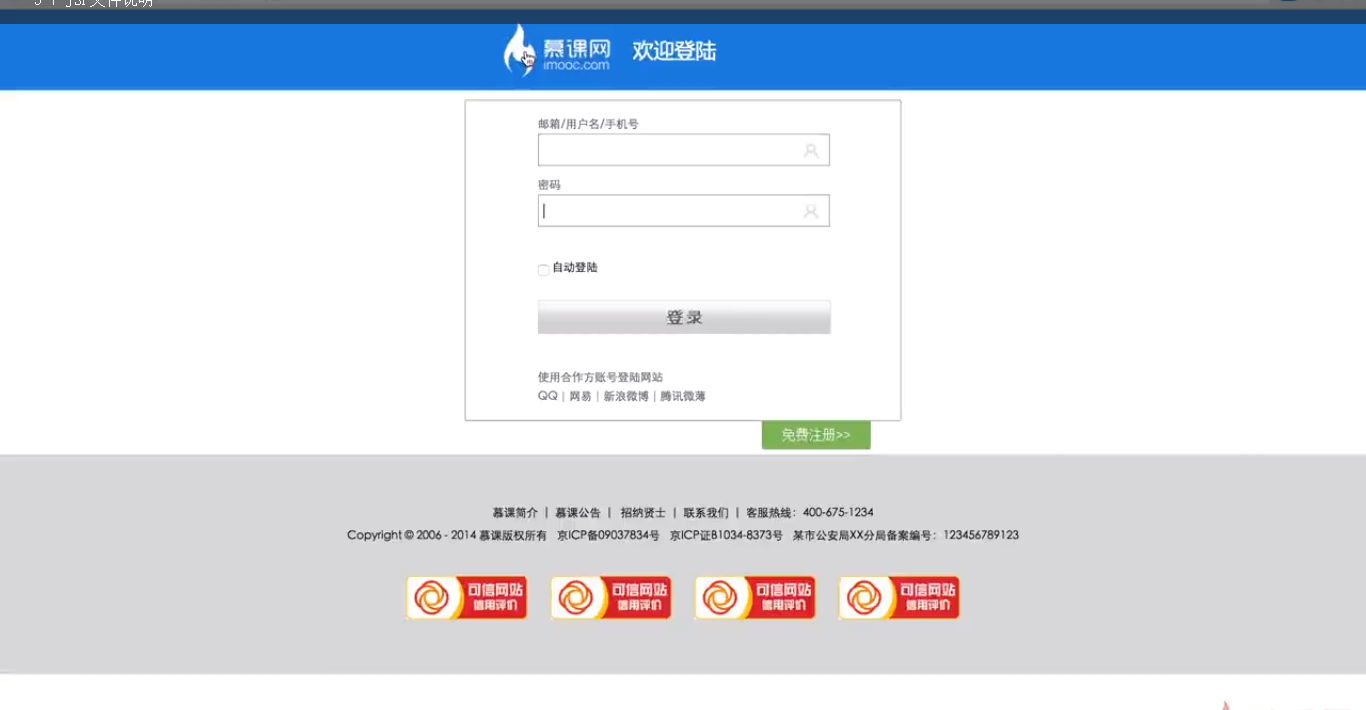 慕课网
imooc.com
欢迎登陆
邮箱/用户名/手机号
密码
自动登陆
登录
使用合作方账号登陆网站
QQ | 网易 | 新浪微博 | 腾讯微薄
免费注册>>
慕课简介 | 慕课公告 | 招纳贤士 | 联系我们 | 客服热线：400-675-1234
Copyright © 2006 - 2014 慕课版权所有 京ICP备09037834号 京ICP证B1034-8373号 某市公安局XX分局备案编号：123456789123
可信网站 可信网站 可信网站 可信网站
信用评价 信用评价 信用评价 信用评价